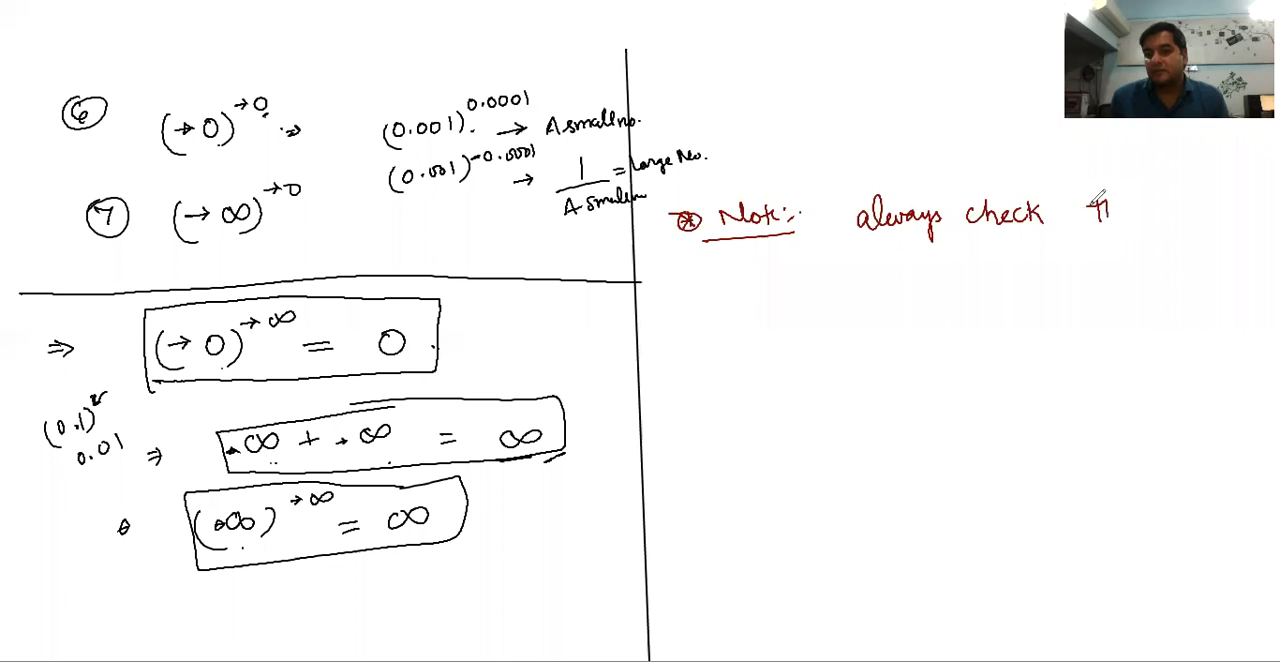 ⑥ (→0)^→0 ⇒ (0.001)^0.0001 → A small no.
(0.001)^-0.0001 → 1/A small = Large No.
⑦ (→∞)^→0
⇒ (→0)^→∞ = 0
(0.1)²
0.01
⇒ →∞ + →∞ = ∞
(→∞)^→∞ = ∞
* Note:- always check